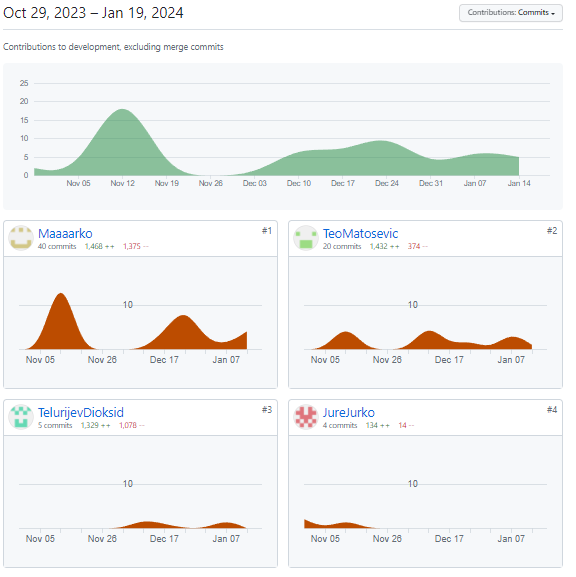 Oct 29, 2023 – Jan 19, 2024
Contributions: Commits
Contributions to development, excluding merge commits
25
20
15
10
5
0
Nov 05 Nov 12 Nov 19 Nov 26 Dec 03 Dec 10 Dec 17 Dec 24 Dec 31 Jan 07 Jan 14
Maaaarko #1
40 commits 1,468 ++ 1,375 --
10
Nov 05 Nov 26 Dec 17 Jan 07
TeoMatosevic #2
20 commits 1,432 ++ 374 --
10
Nov 05 Nov 26 Dec 17 Jan 07
TelurijevDioksid #3
5 commits 1,329 ++ 1,078 --
10
Nov 05 Nov 26 Dec 17 Jan 07
JureJurko #4
4 commits 134 ++ 14 --
10
Nov 05 Nov 26 Dec 17 Jan 07